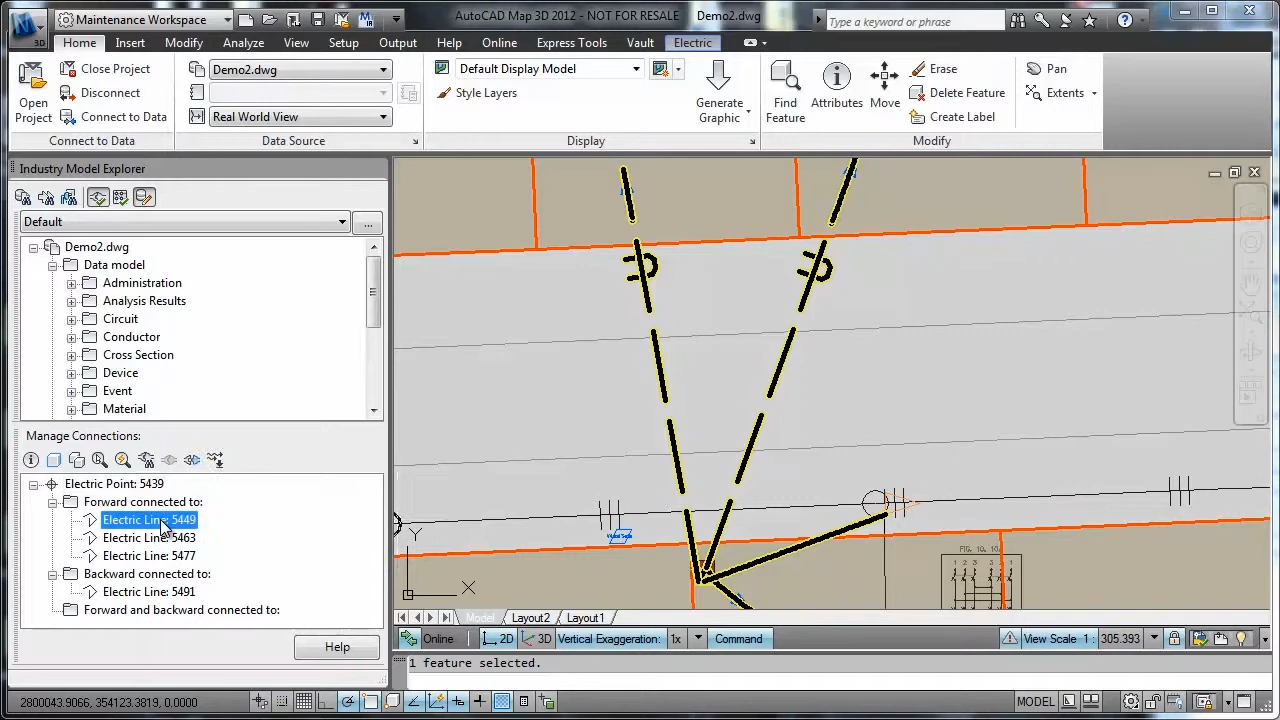 Maintenance Workspace
AutoCAD Map 3D 2012 - NOT FOR RESALE Demo2.dwg
Type a keyword or phrase
3D
Home Insert Modify Analyze View Setup Output Help Online Express Tools Vault Electric
Open Project
Close Project
Disconnect
Connect to Data
Connect to Data
Demo2.dwg
Real World View
Data Source
Default Display Model
Style Layers
Generate Graphic
Display
Find Feature
Attributes
Move
Erase
Delete Feature
Create Label
Pan
Extents
Modify
Industry Model Explorer
Default
...
Demo2.dwg
Data model
Administration
Analysis Results
Circuit
Conductor
Cross Section
Device
Event
Material
Manage Connections:
Electric Point: 5439
Forward connected to:
Electric Line: 5449
Electric Line: 5463
Electric Line: 5477
Backward connected to:
Electric Line: 5491
Forward and backward connected to:
Help
Y
X
FIG. 10. 10.
Model Layout2 Layout1
Online 2D 3D Vertical Exaggeration: 1x Command View Scale 1 : 305.393
1 feature selected.
2800043.9066, 354123.3819, 0.0000
MODEL